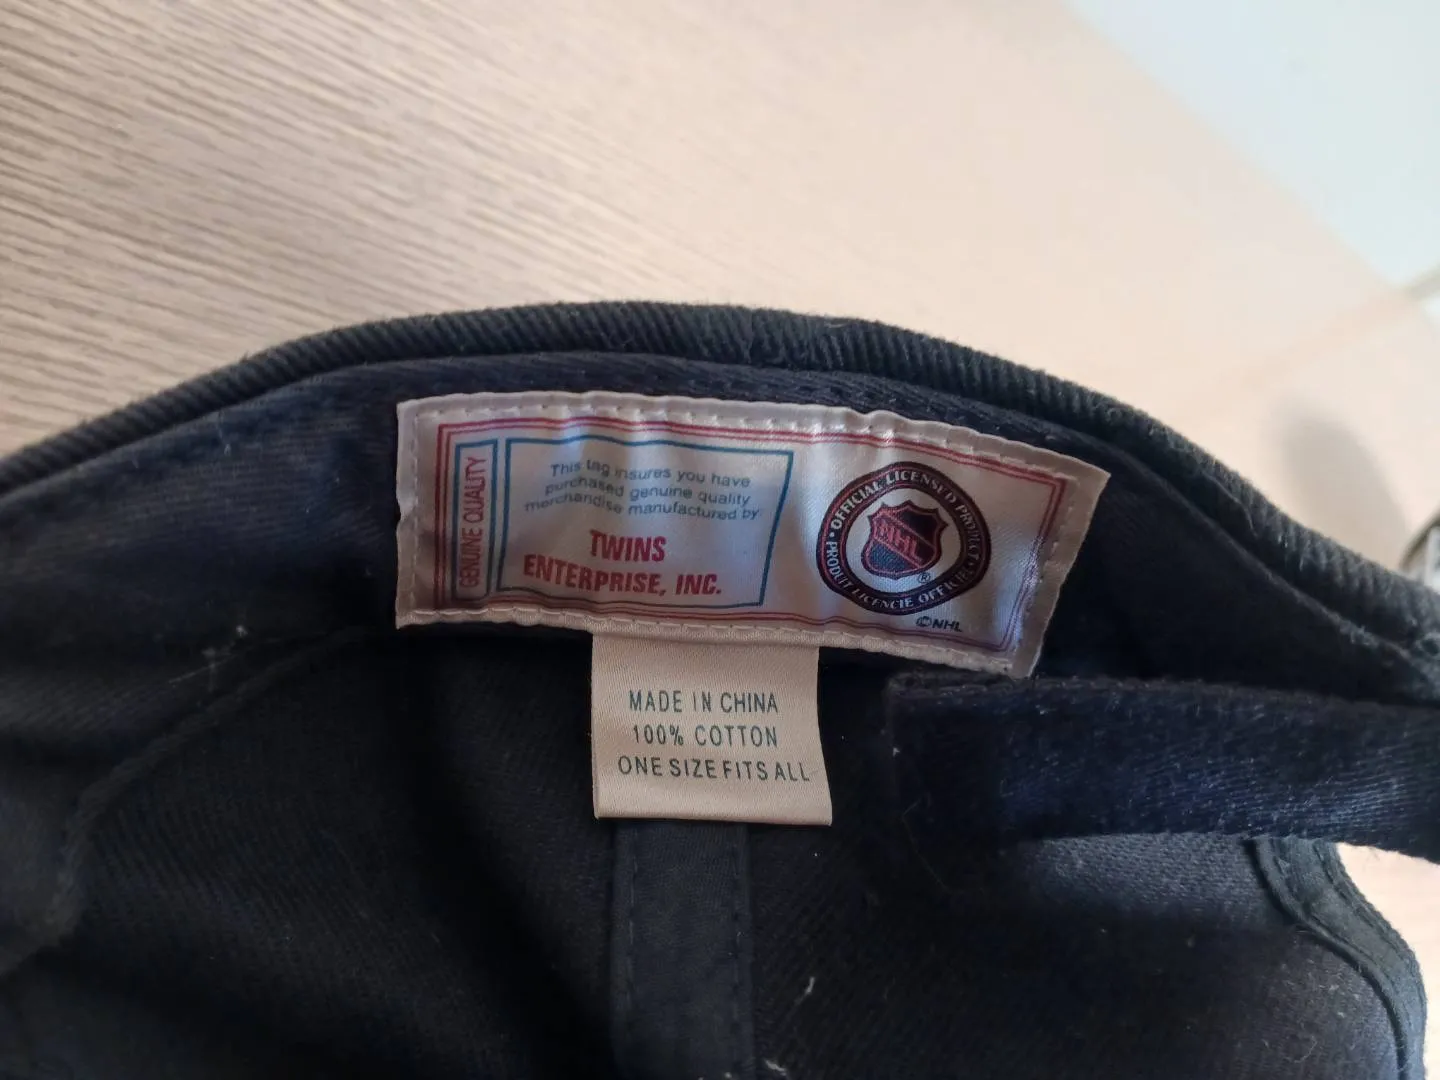 GENUINE QUALITY
This tag insures you have
purchased genuine quality
merchandise manufactured by:
TWINS
ENTERPRISE, INC.
• OFFICIAL LICENSED PRODUCT •
PRODUIT LICENCIE OFFICIEL
NHL
®
©NHL
MADE IN CHINA
100% COTTON
ONE SIZE FITS ALL